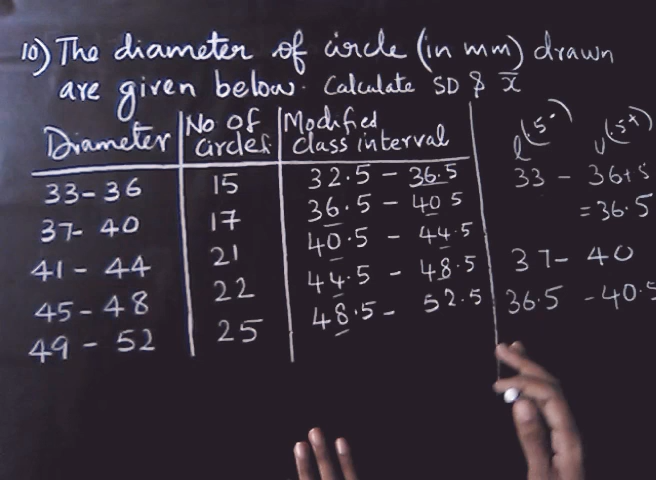 10) The diameter of circle (in mm) drawn
are given below. Calculate SD & x̄
Diameter | No of circles | Modified class interval | l(.5-) u(.5+)
33 - 36 | 15 | 32.5 - 36.5 | 33 - 36+.5
= 36.5
37 - 40 | 17 | 36.5 - 40.5
41 - 44 | 21 | 40.5 - 44.5 | 37 - 40
45 - 48 | 22 | 44.5 - 48.5 | 36.5 - 40.5
49 - 52 | 25 | 48.5 - 52.5